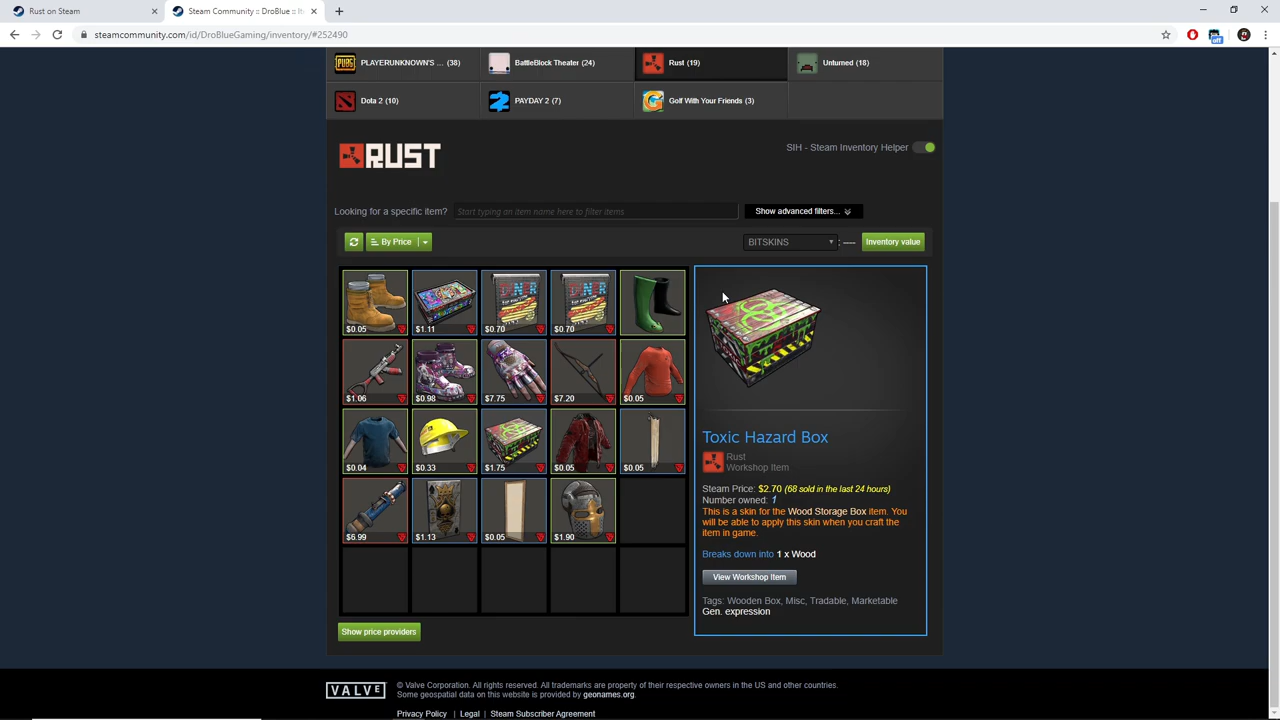 Rust on Steam
Steam Community :: DroBlue :: It
steamcommunity.com/id/DroBlueGaming/inventory/#252490
off
PUBG
PLAYERUNKNOWN'S ... (38)
BattleBlock Theater (24)
Rust (19)
Unturned (18)
Dota 2 (10)
PAYDAY 2 (7)
Golf With Your Friends (3)
RUST
SIH - Steam Inventory Helper
Looking for a specific item?
Start typing an item name here to filter items
Show advanced filters...
By Price
BITSKINS
: ----
Inventory value
$0.05
$1.11
$0.70
$0.70
$1.06
$0.98
$7.75
$7.20
$0.05
$0.04
$0.33
$1.75
$0.05
$0.05
$6.99
$1.13
$0.05
$1.90
Toxic Hazard Box
Rust
Workshop Item
Steam Price: $2.70 (68 sold in the last 24 hours)
Number owned: 1
This is a skin for the Wood Storage Box item. You
will be able to apply this skin when you craft the
item in game.
Breaks down into 1 x Wood
View Workshop Item
Tags: Wooden Box, Misc, Tradable, Marketable
Gen. expression
Show price providers
VALVE
© Valve Corporation. All rights reserved. All trademarks are property of their respective owners in the US and other countries.
Some geospatial data on this website is provided by geonames.org.
Privacy Policy | Legal | Steam Subscriber Agreement